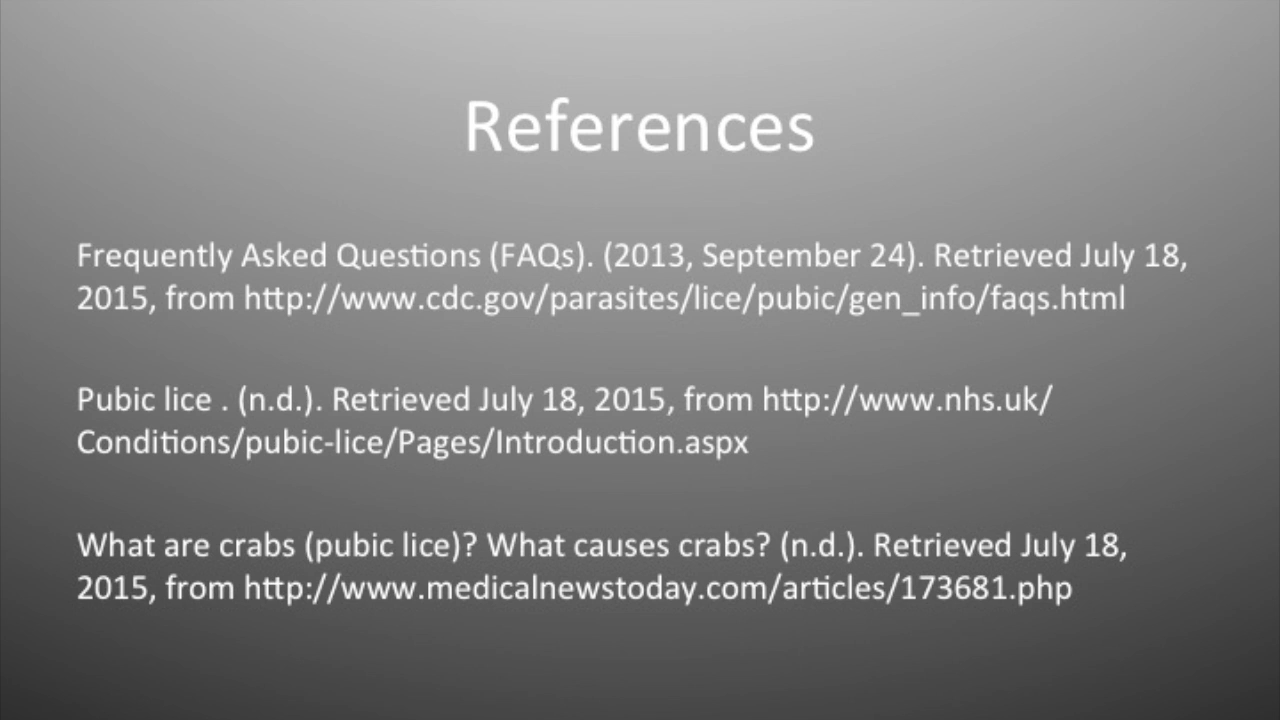 References
Frequently Asked Questions (FAQs). (2013, September 24). Retrieved July 18,
2015, from http://www.cdc.gov/parasites/lice/pubic/gen_info/faqs.html
Pubic lice . (n.d.). Retrieved July 18, 2015, from http://www.nhs.uk/
Conditions/pubic-lice/Pages/Introduction.aspx
What are crabs (pubic lice)? What causes crabs? (n.d.). Retrieved July 18,
2015, from http://www.medicalnewstoday.com/articles/173681.php